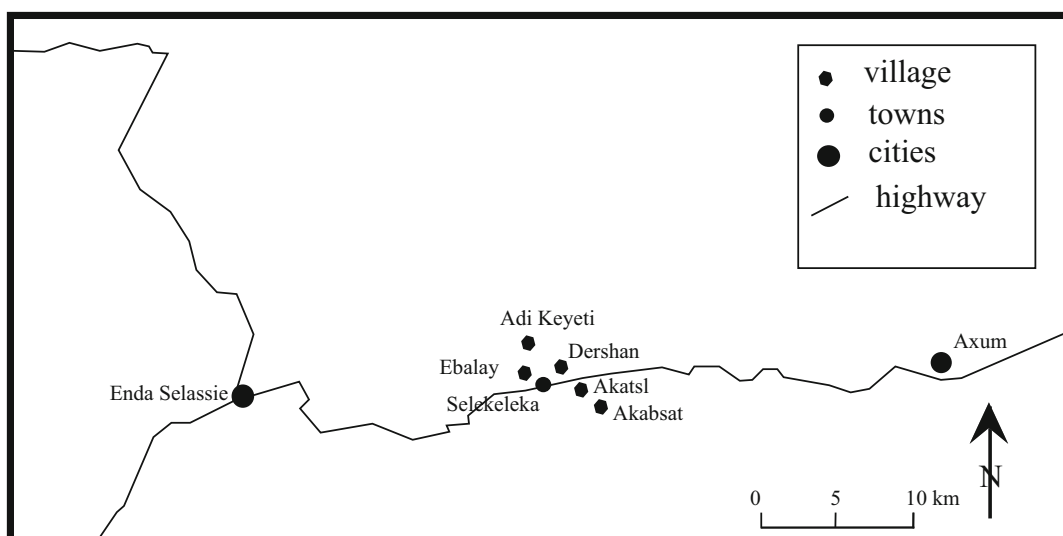 village
towns
cities
highway
Adi Keyeti
Dershan
Axum
Ebalay
Enda Selassie
Akatsl
Selekeleka
Akabsat
N
0 5 10 km